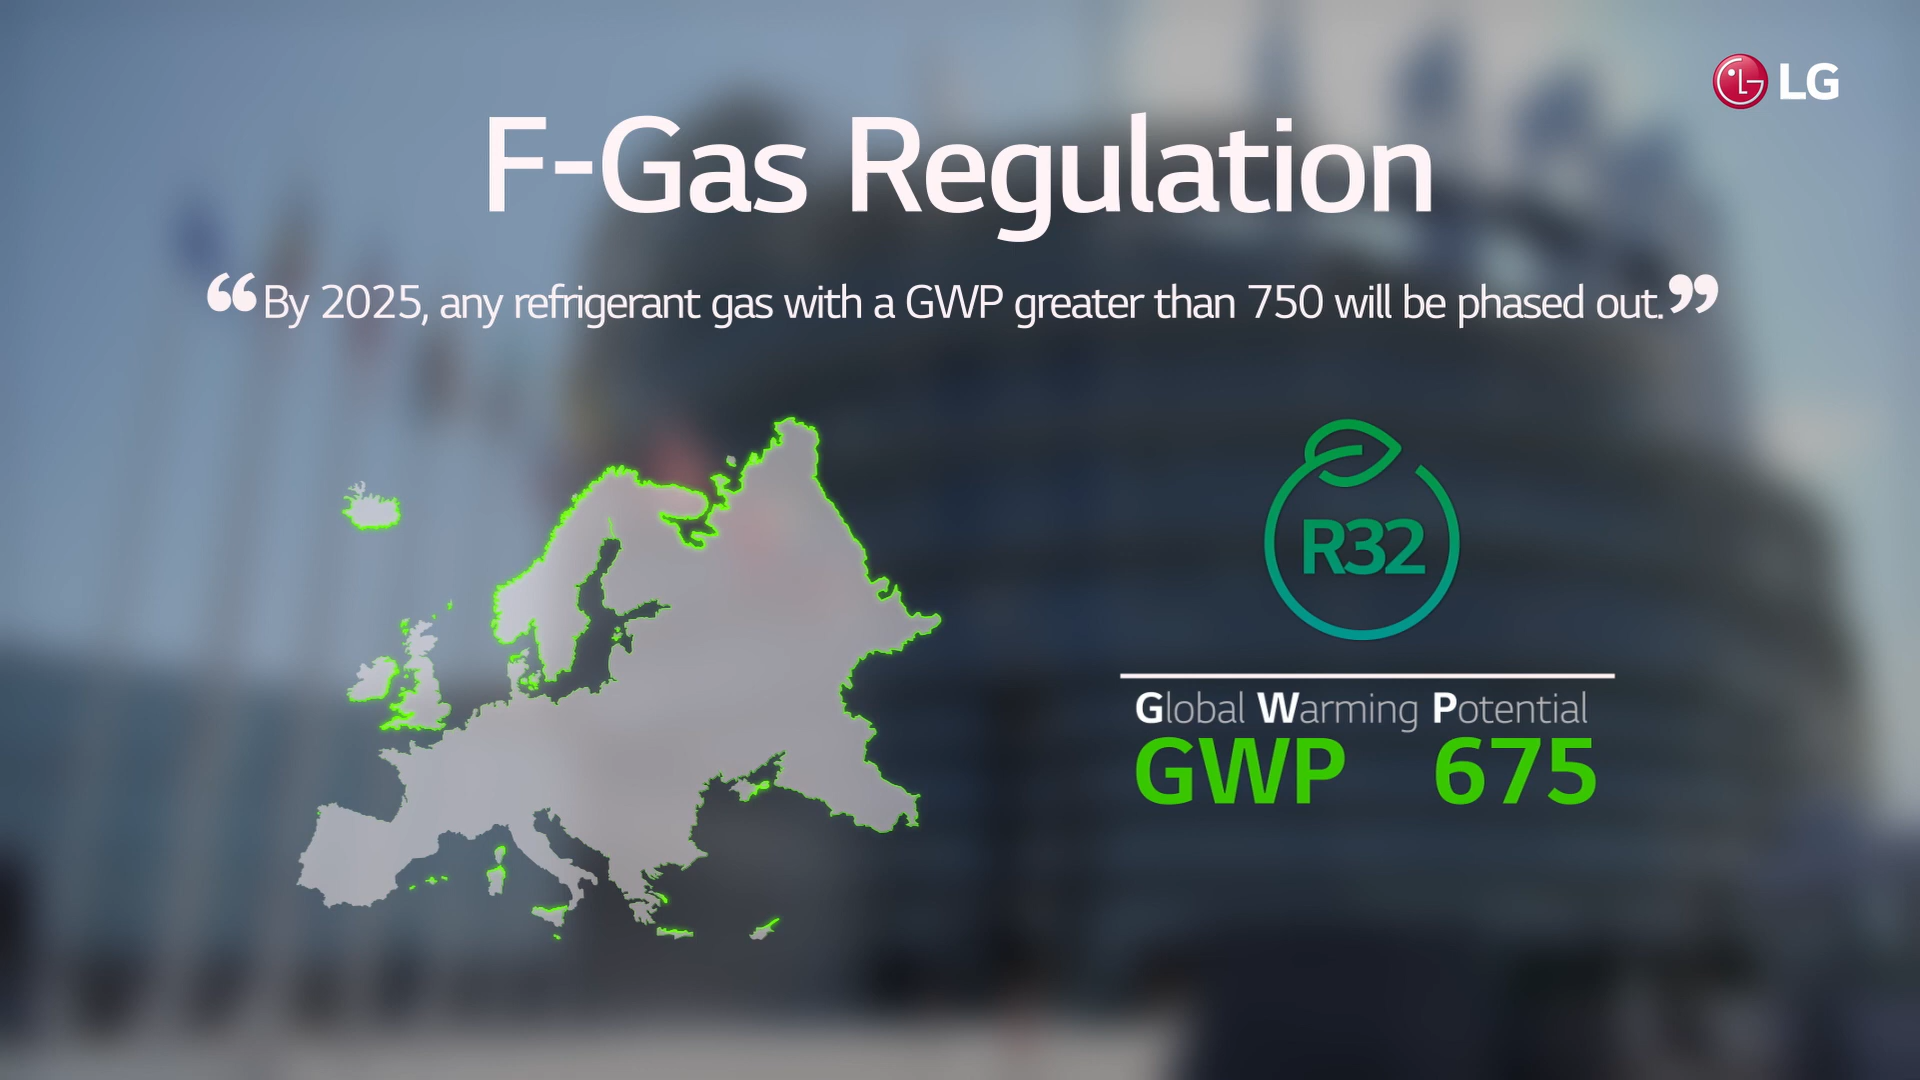 LG
F-Gas Regulation
“By 2025, any refrigerant gas with a GWP greater than 750 will be phased out.”
R32
Global Warming Potential
GWP 675